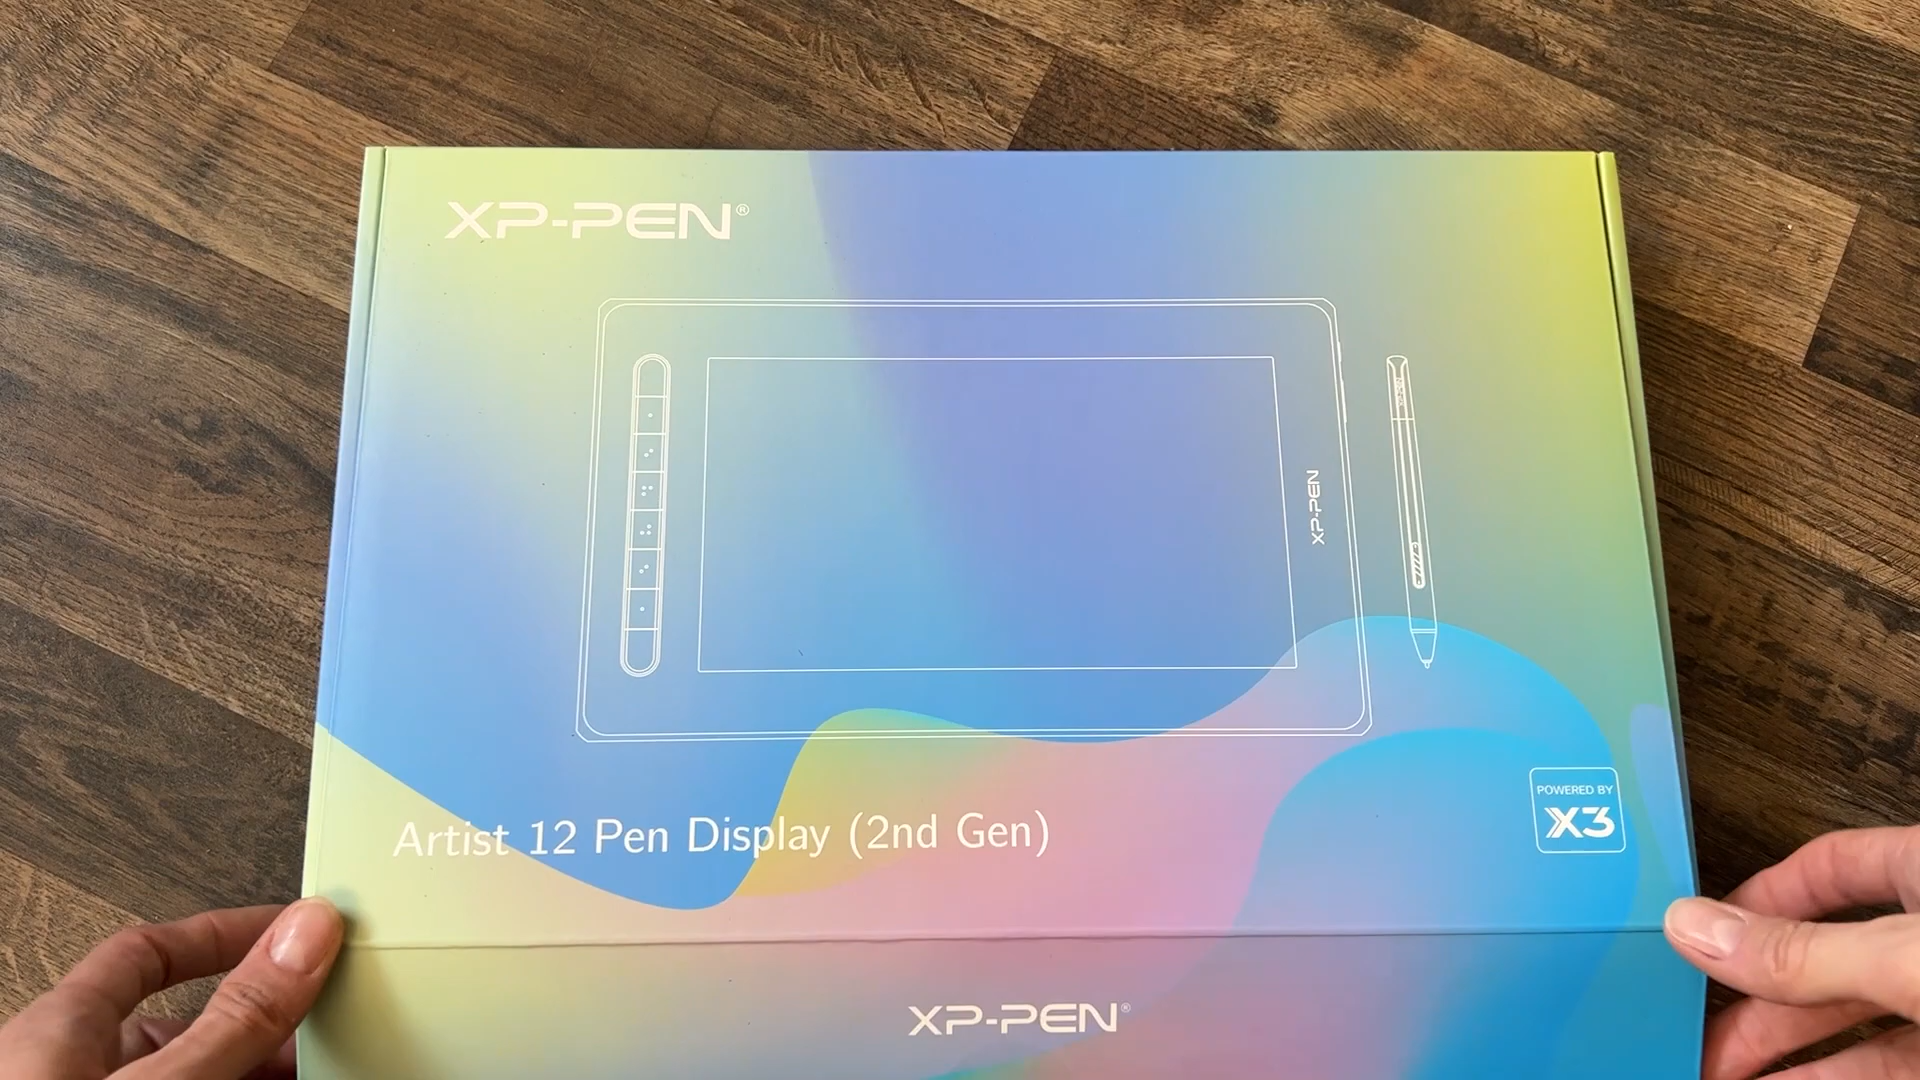 XP-PEN®
XP-PEN
POWERED BY
X3
Artist 12 Pen Display (2nd Gen)
XP-PEN®